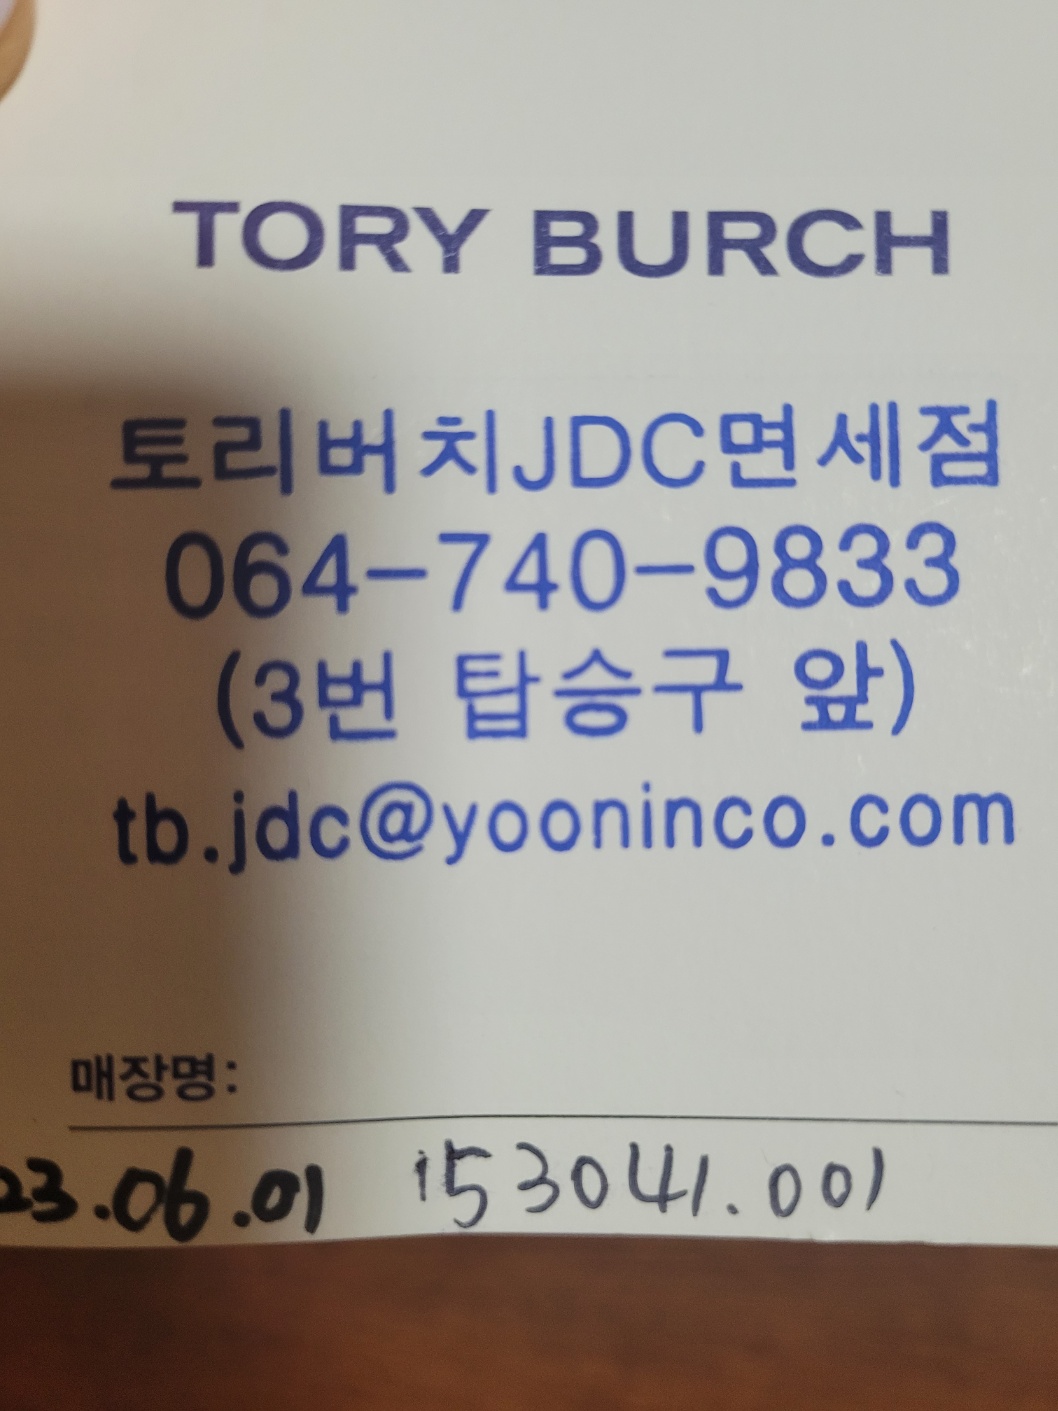 TORY BURCH
토리버치JDC면세점
064-740-9833
(3번 탑승구 앞)
tb.jdc@yooninco.com
매장명:
23.06.01 153041.001